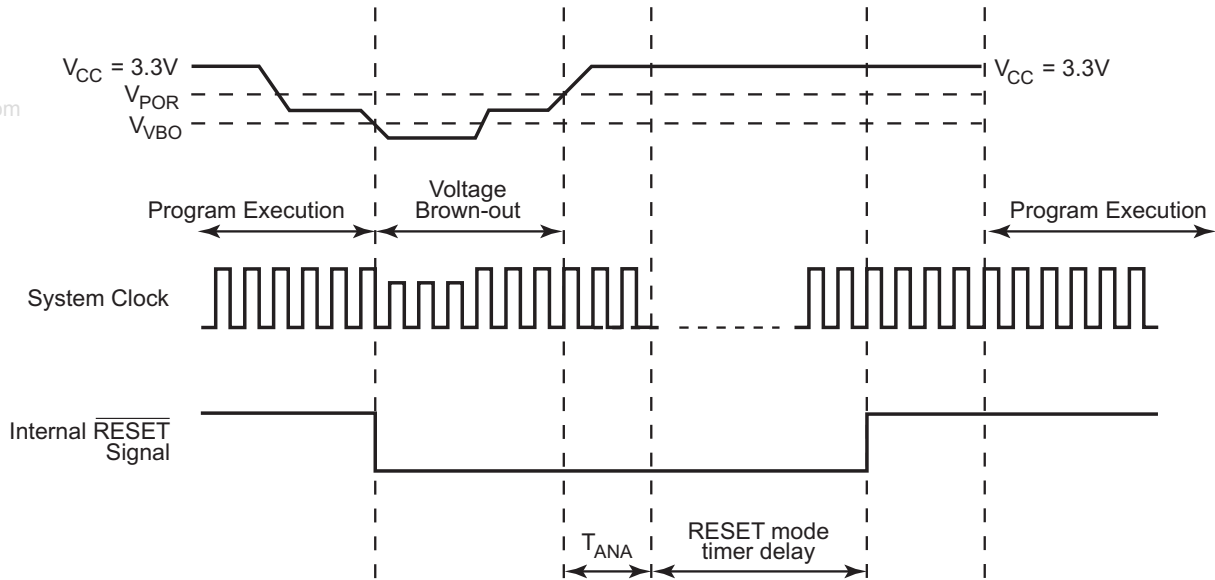 V_CC = 3.3V
V_CC = 3.3V
V_POR
om
V_VBO
Program Execution
Voltage
Brown-out
Program Execution
System Clock
Internal R̅E̅S̅E̅T̅
Signal
T_ANA
RESET mode
timer delay